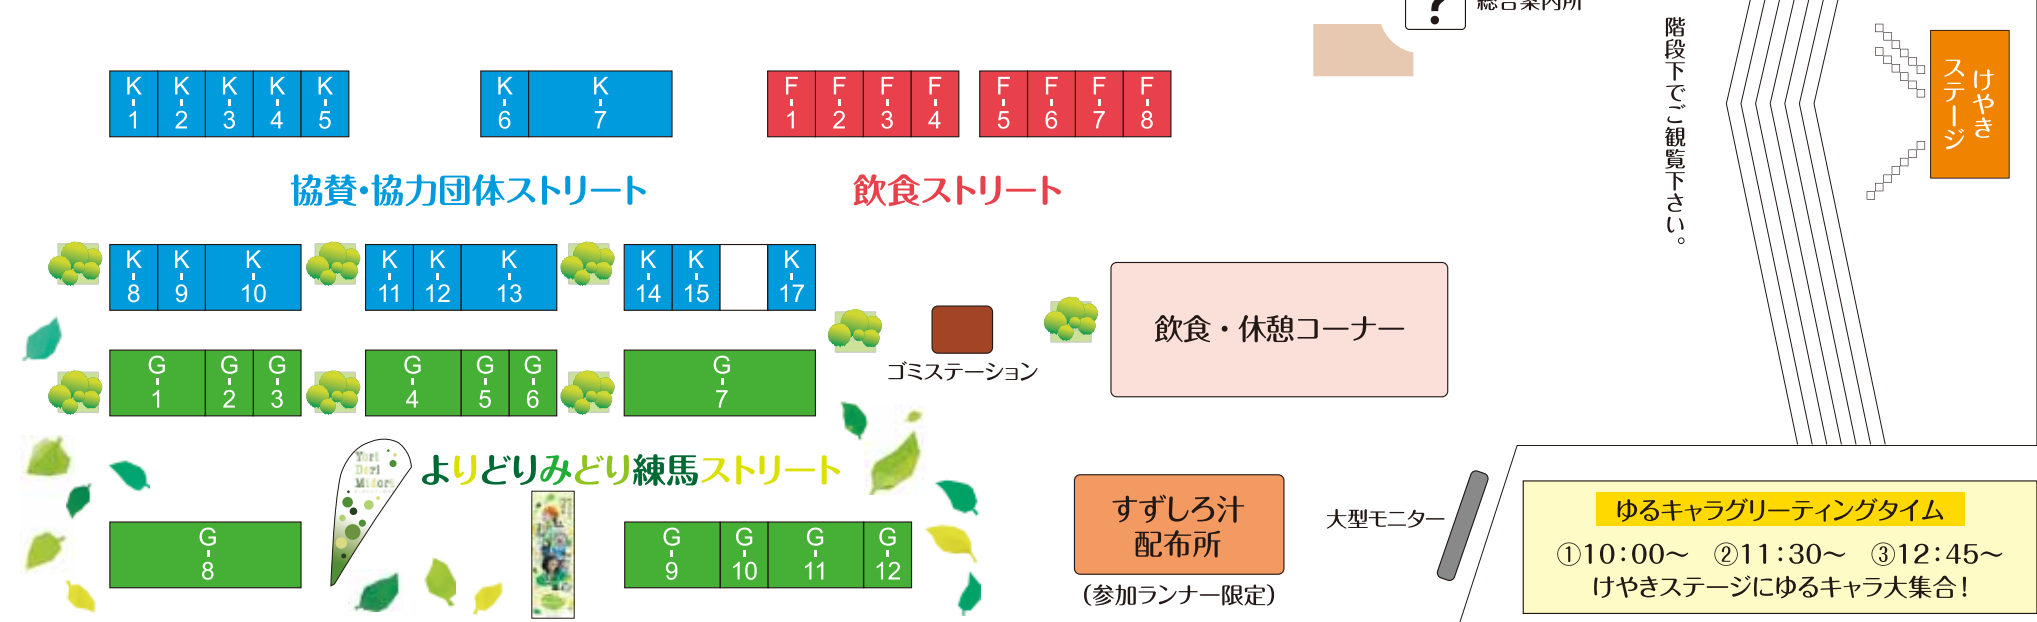 総合案内所
?
階段下でご観覧下さい。
けやき
ステージ
K-1 K-2 K-3 K-4 K-5
K-6 K-7
F-1 F-2 F-3 F-4
F-5 F-6 F-7 F-8
協賛・協力団体ストリート
飲食ストリート
K-8 K-9 K-10
K-11 K-12 K-13
K-14 K-15 K-17
飲食・休憩コーナー
ゴミステーション
G-1 G-2 G-3
G-4 G-5 G-6
G-7
Yori
Dori
Midori
よりどりみどり練馬ストリート
G-8
G-9 G-10 G-11 G-12
すずしろ汁
配布所
(参加ランナー限定)
大型モニター
ゆるキャラグリーティングタイム
①10:00〜 ②11:30〜 ③12:45〜
けやきステージにゆるキャラ大集合!